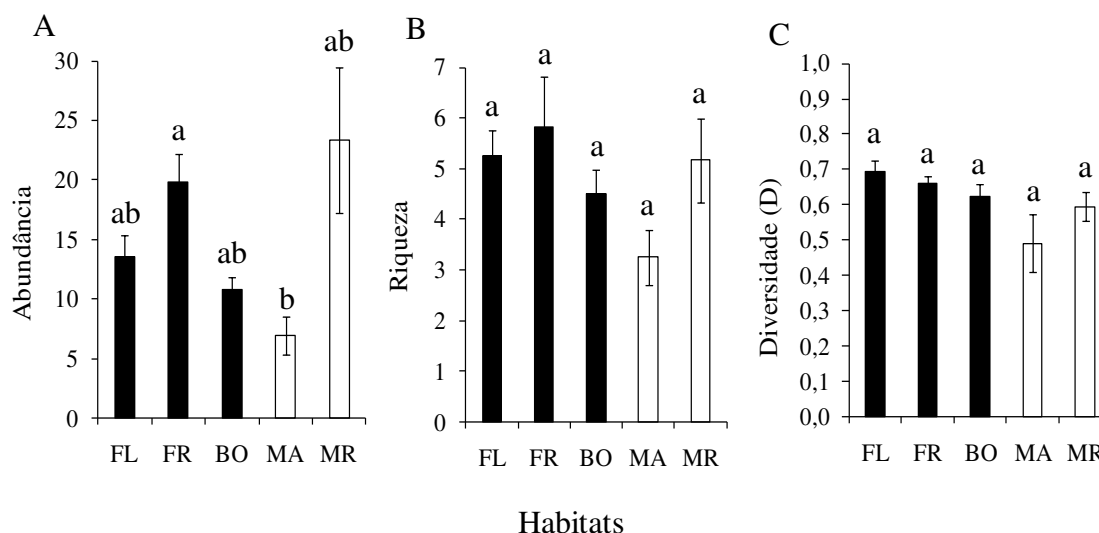 A
Abundância
30
25
20
15
10
5
0
ab
a
ab
b
ab
FL FR BO MA MR
B
Riqueza
7
6
5
4
3
2
1
0
a
a
a
a
a
FL FR BO MA MR
C
Diversidade (D)
1,0
0,9
0,8
0,7
0,6
0,5
0,4
0,3
0,2
0,1
0,0
a
a
a
a
a
FL FR BO MA MR
Habitats